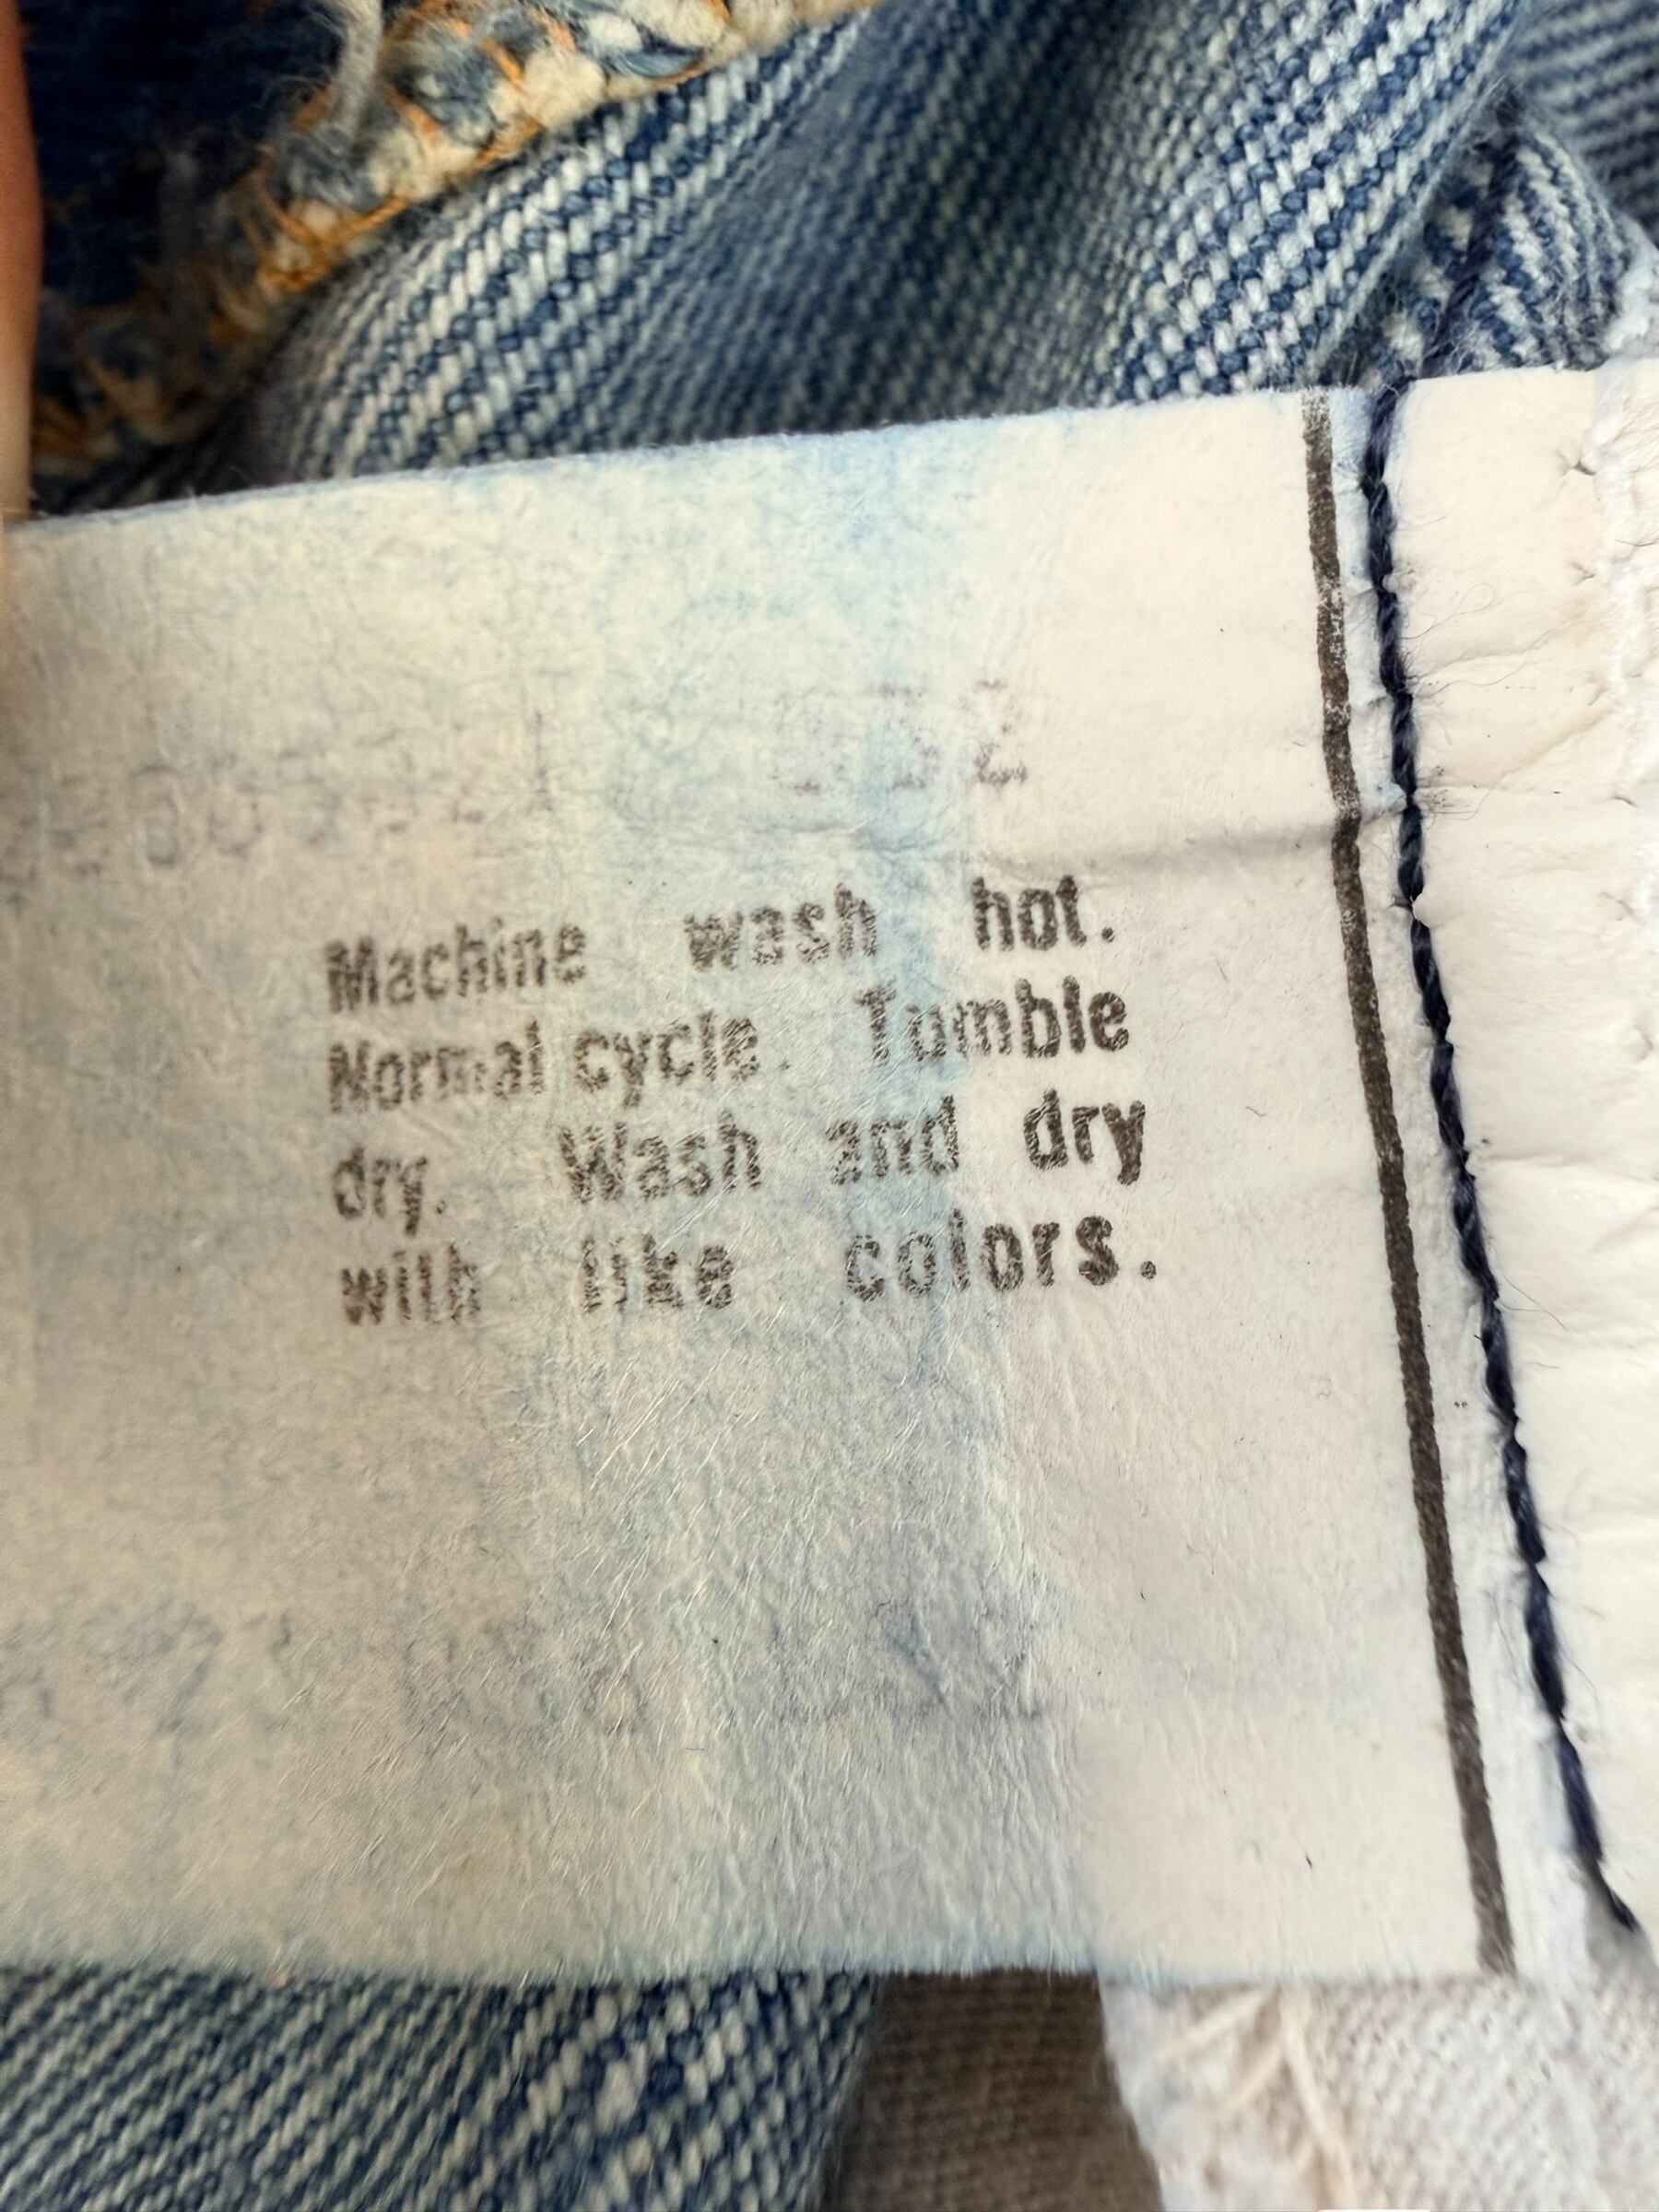 Machine wash hot.
Normal cycle. Tumble
dry. Wash and dry
with like colors.